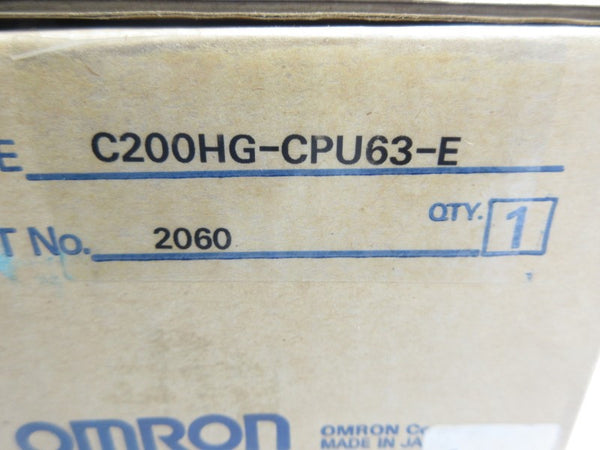 E C200HG-CPU63-E
T No. 2060 QTY. 1
OMRON OMRON Co
MADE IN JA